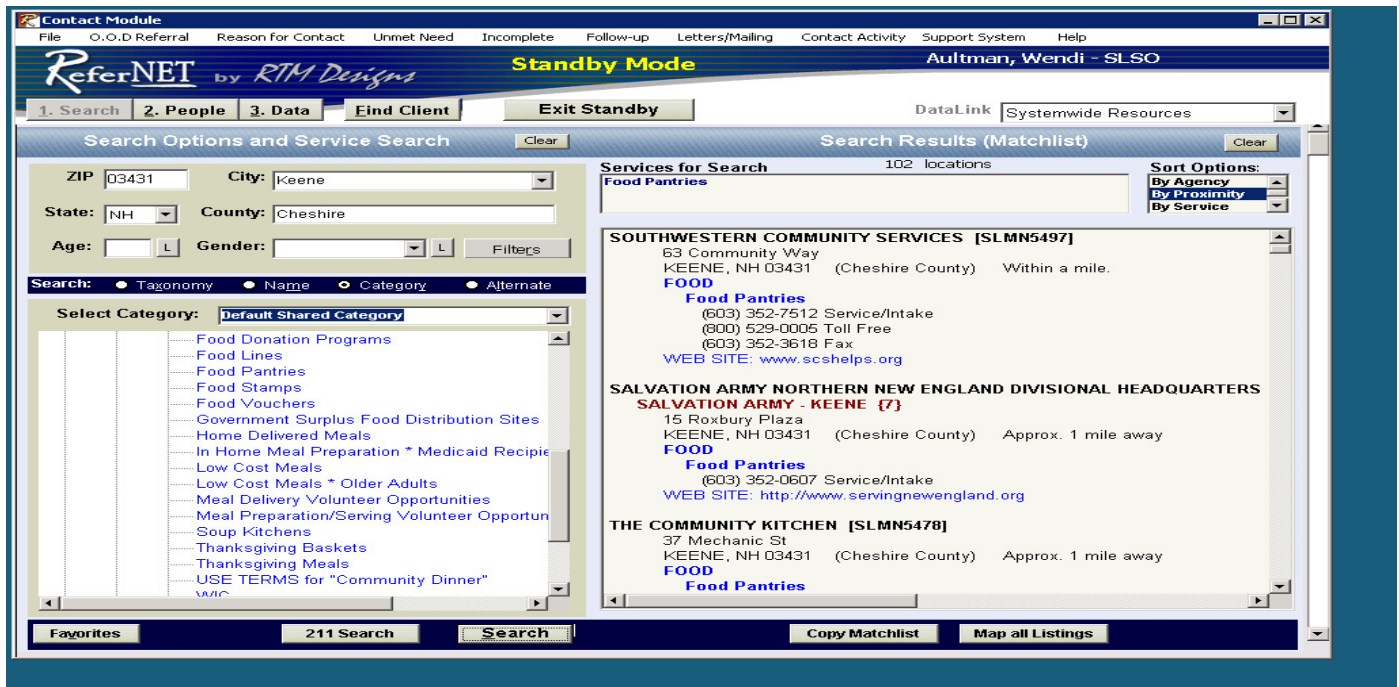 Contact Module
File O.O.D Referral Reason for Contact Unmet Need Incomplete Follow-up Letters/Mailing Contact Activity Support System Help
ReferNET by RTM Designs Standby Mode Aultman, Wendi - SLSO
1. Search 2. People 3. Data Find Client Exit Standby DataLink Systemwide Resources
Search Options and Service Search Clear
ZIP 03431 City: Keene
State: NH County: Cheshire
Age: L Gender: L Filters
Search: Taxonomy Name Category Alternate
Select Category: Default Shared Category
Food Donation Programs
Food Lines
Food Pantries
Food Stamps
Food Vouchers
Government Surplus Food Distribution Sites
Home Delivered Meals
In Home Meal Preparation * Medicaid Recipie
Low Cost Meals
Low Cost Meals * Older Adults
Meal Delivery Volunteer Opportunities
Meal Preparation/Serving Volunteer Opportun
Soup Kitchens
Thanksgiving Baskets
Thanksgiving Meals
USE TERMS for "Community Dinner"
WIC
Search Results (Matchlist) Clear
Services for Search 102 locations Sort Options:
Food Pantries
By Agency
By Proximity
By Service
SOUTHWESTERN COMMUNITY SERVICES [SLMN5497]
63 Community Way
KEENE, NH 03431 (Cheshire County) Within a mile.
FOOD
Food Pantries
(603) 352-7512 Service/Intake
(800) 529-0005 Toll Free
(603) 352-3618 Fax
WEB SITE: www.scshelps.org
SALVATION ARMY NORTHERN NEW ENGLAND DIVISIONAL HEADQUARTERS
SALVATION ARMY - KEENE {7}
15 Roxbury Plaza
KEENE, NH 03431 (Cheshire County) Approx. 1 mile away
FOOD
Food Pantries
(603) 352-0607 Service/Intake
WEB SITE: http://www.servingnewengland.org
THE COMMUNITY KITCHEN [SLMN5478]
37 Mechanic St
KEENE, NH 03431 (Cheshire County) Approx. 1 mile away
FOOD
Food Pantries
Favorites 211 Search Search Copy Matchlist Map all Listings